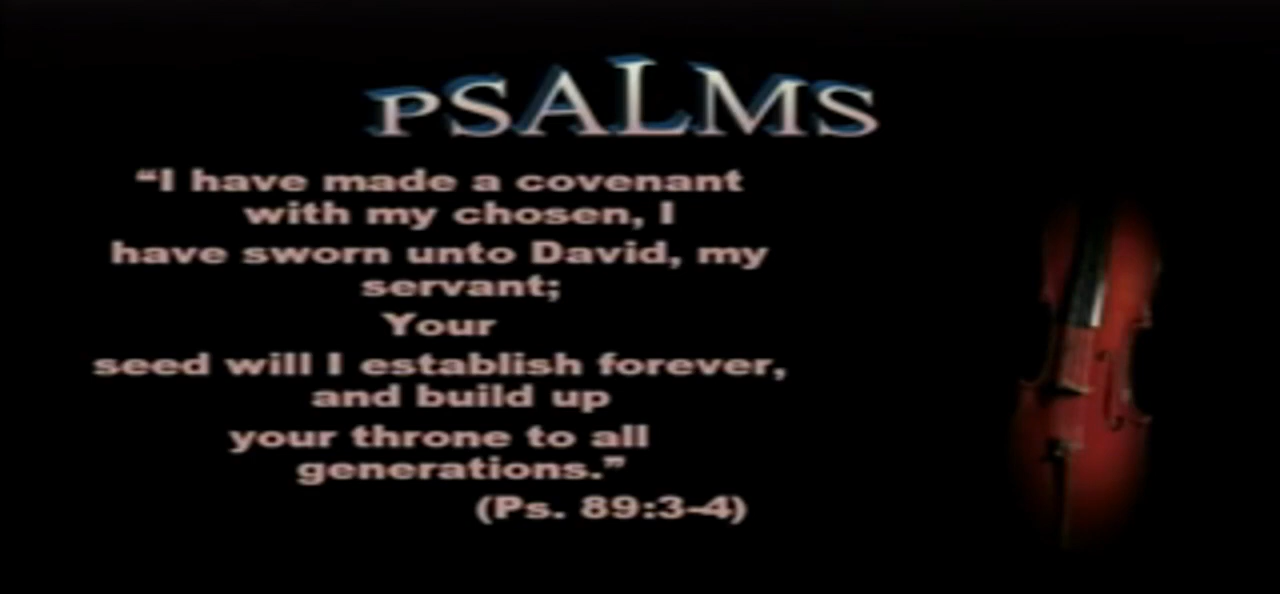 PSALMS
“I have made a covenant
with my chosen, I
have sworn unto David, my
servant;
Your
seed will I establish forever,
and build up
your throne to all
generations.”
(Ps. 89:3-4)